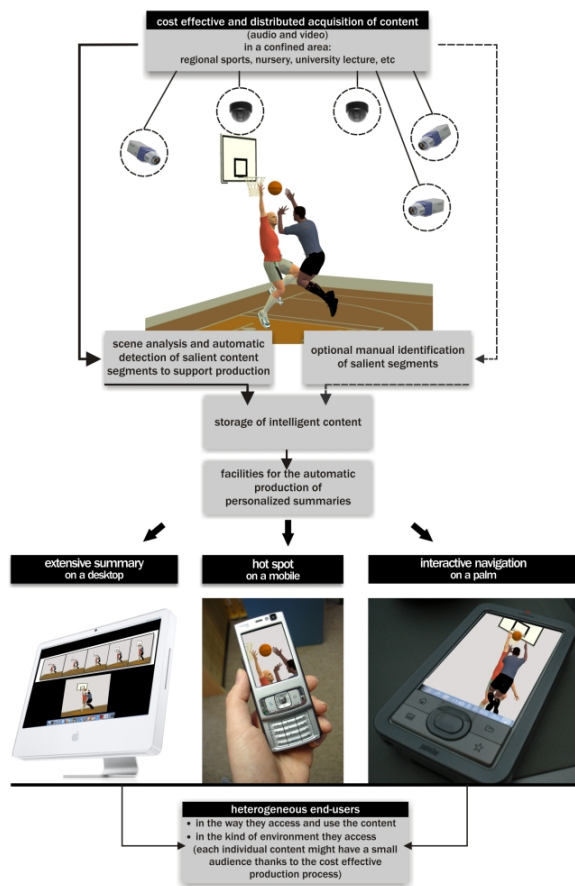 cost effective and distributed acquisition of content
(audio and video)
in a confined area:
regional sports, nursery, university lecture, etc
scene analysis and automatic
detection of salient content
segments to support production
optional manual identification
of salient segments
storage of intelligent content
facilities for the automatic
production of
personalized summaries
extensive summary
on a desktop
hot spot
on a mobile
interactive navigation
on a palm
heterogeneous end-users
• in the way they access and use the content
• in the kind of environment they access
(each individual content might have a small
audience thanks to the cost effective
production process)